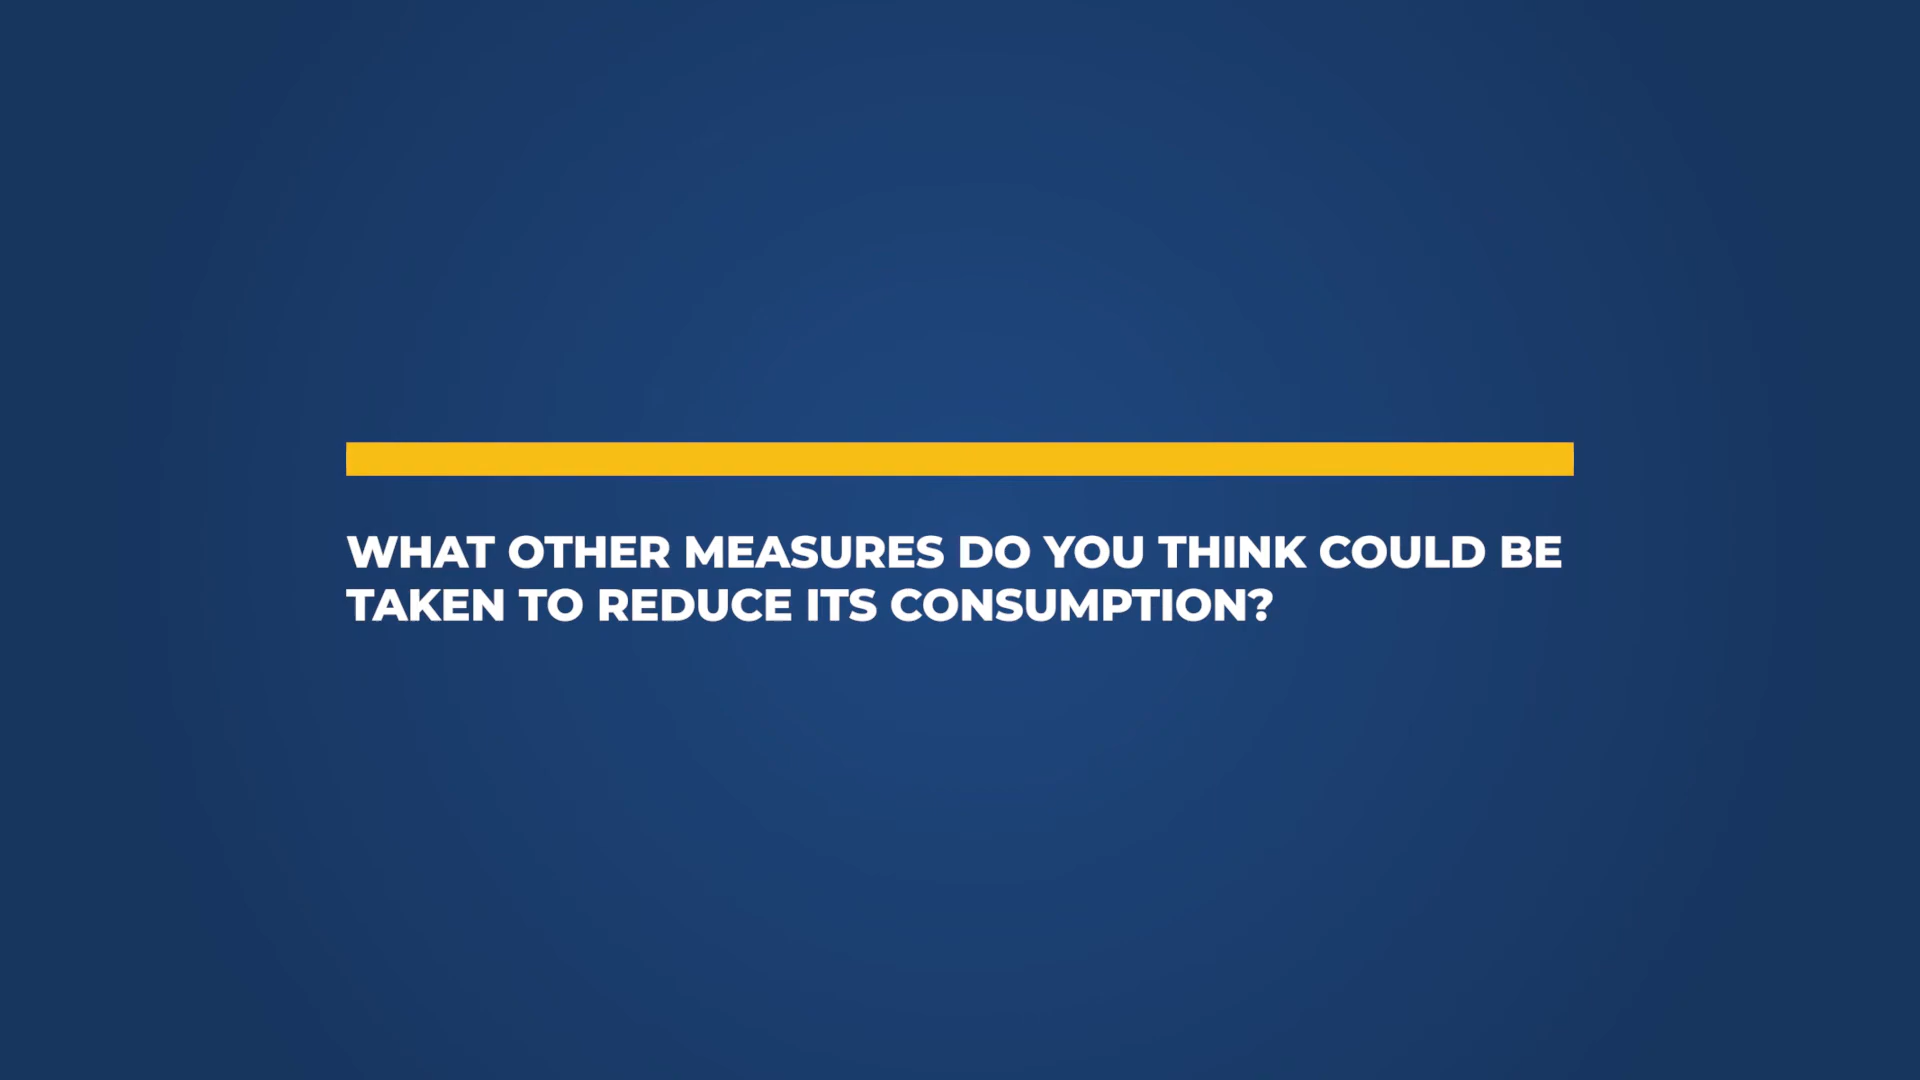 WHAT OTHER MEASURES DO YOU THINK COULD BE
TAKEN TO REDUCE ITS CONSUMPTION?